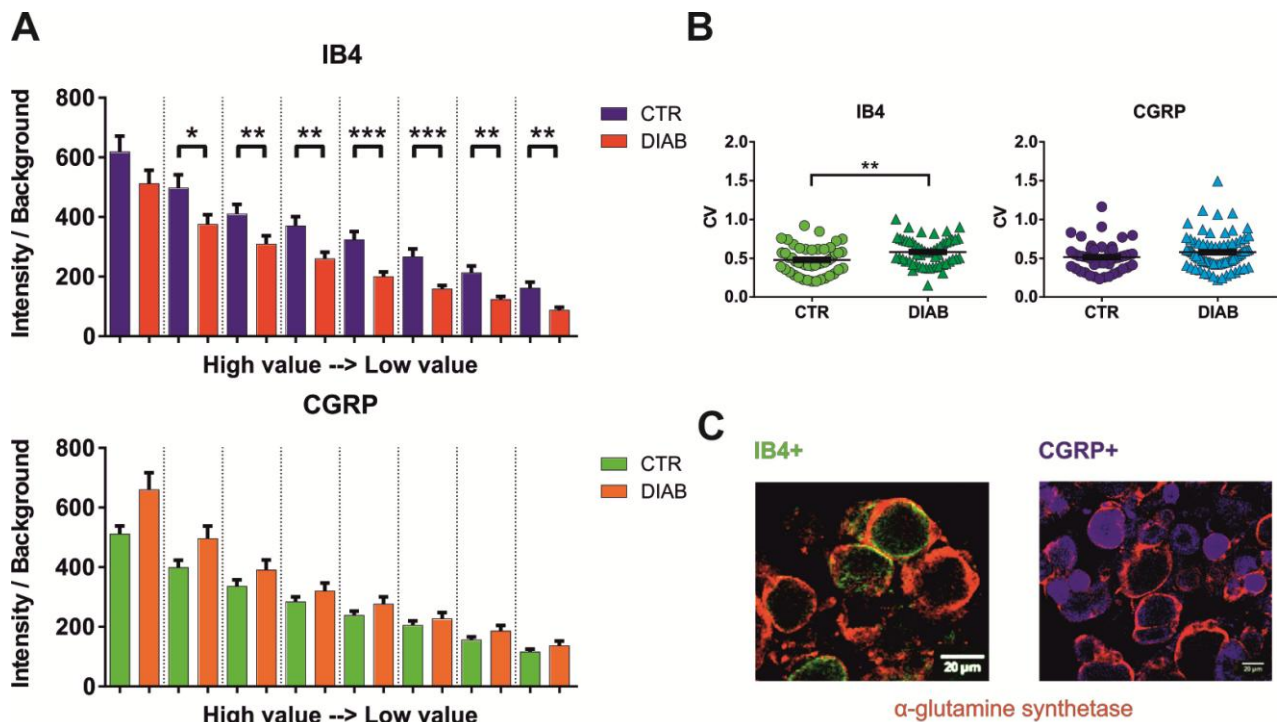 A
IB4
800
600
400
200
0
Intensity / Background
* ** ** *** *** ** **
CTR
DIAB
High value --> Low value
CGRP
800
600
400
200
0
Intensity / Background
CTR
DIAB
High value --> Low value
B
IB4
2.0
1.5
1.0
0.5
0.0
CV
**
CTR DIAB
CGRP
2.0
1.5
1.0
0.5
0.0
CV
CTR DIAB
C
IB4+
20 µm
CGRP+
20 µm
α-glutamine synthetase